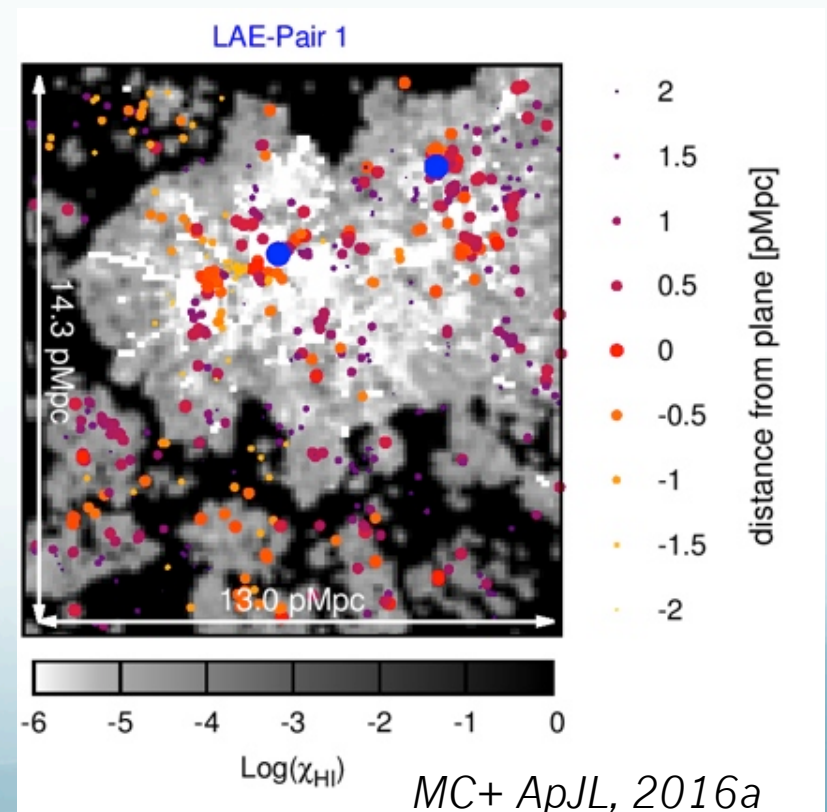 LAE-Pair 1
14.3 pMpc
13.0 pMpc
2
1.5
1
0.5
0
-0.5
-1
-1.5
-2
distance from plane [pMpc]
-6 -5 -4 -3 -2 -1 0
Log(χHI)
MC+ ApJL, 2016a